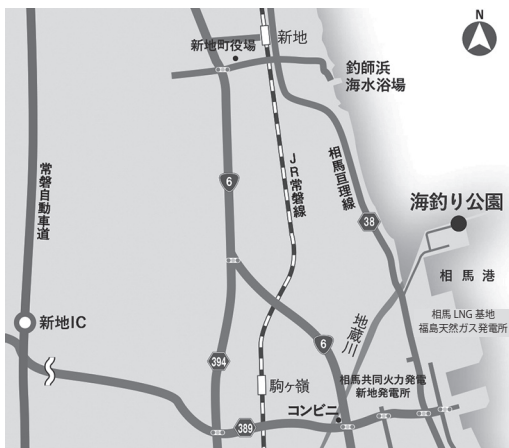 N
新地
新地町役場
釣師浜
海水浴場
常磐自動車道
6
JR常磐線
相馬亘理線
38
海釣り公園
相馬港
相馬LNG基地
福島天然ガス発電所
新地IC
地蔵川
6
394
駒ヶ嶺
相馬共同火力発電
新地発電所
コンビニ
389